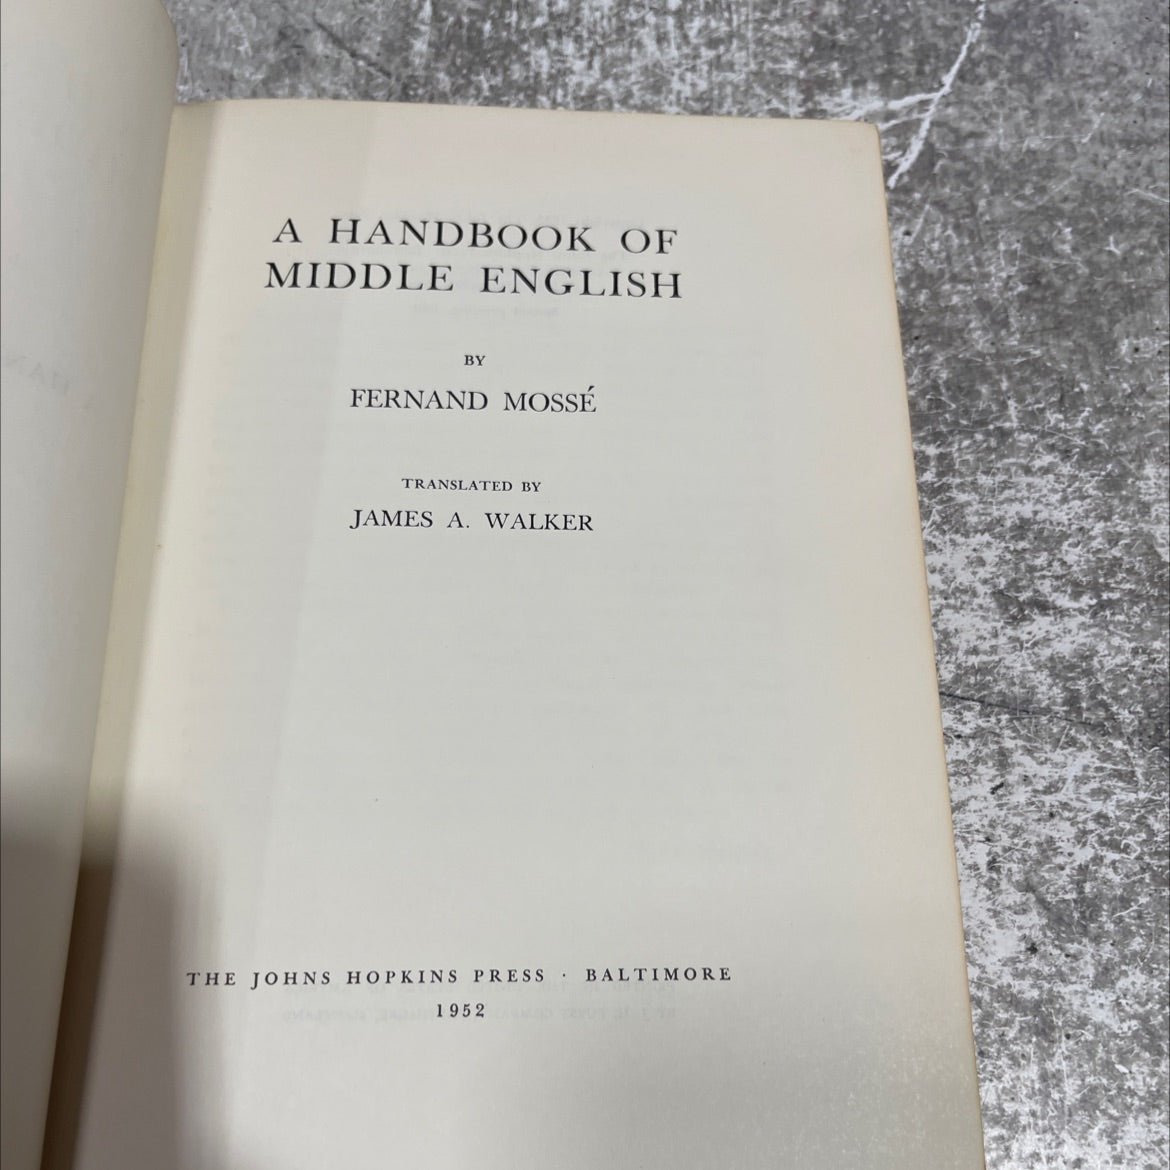 A HANDBOOK OF
MIDDLE ENGLISH
BY
FERNAND MOSSÉ
TRANSLATED BY
JAMES A. WALKER
THE JOHNS HOPKINS PRESS · BALTIMORE
1952